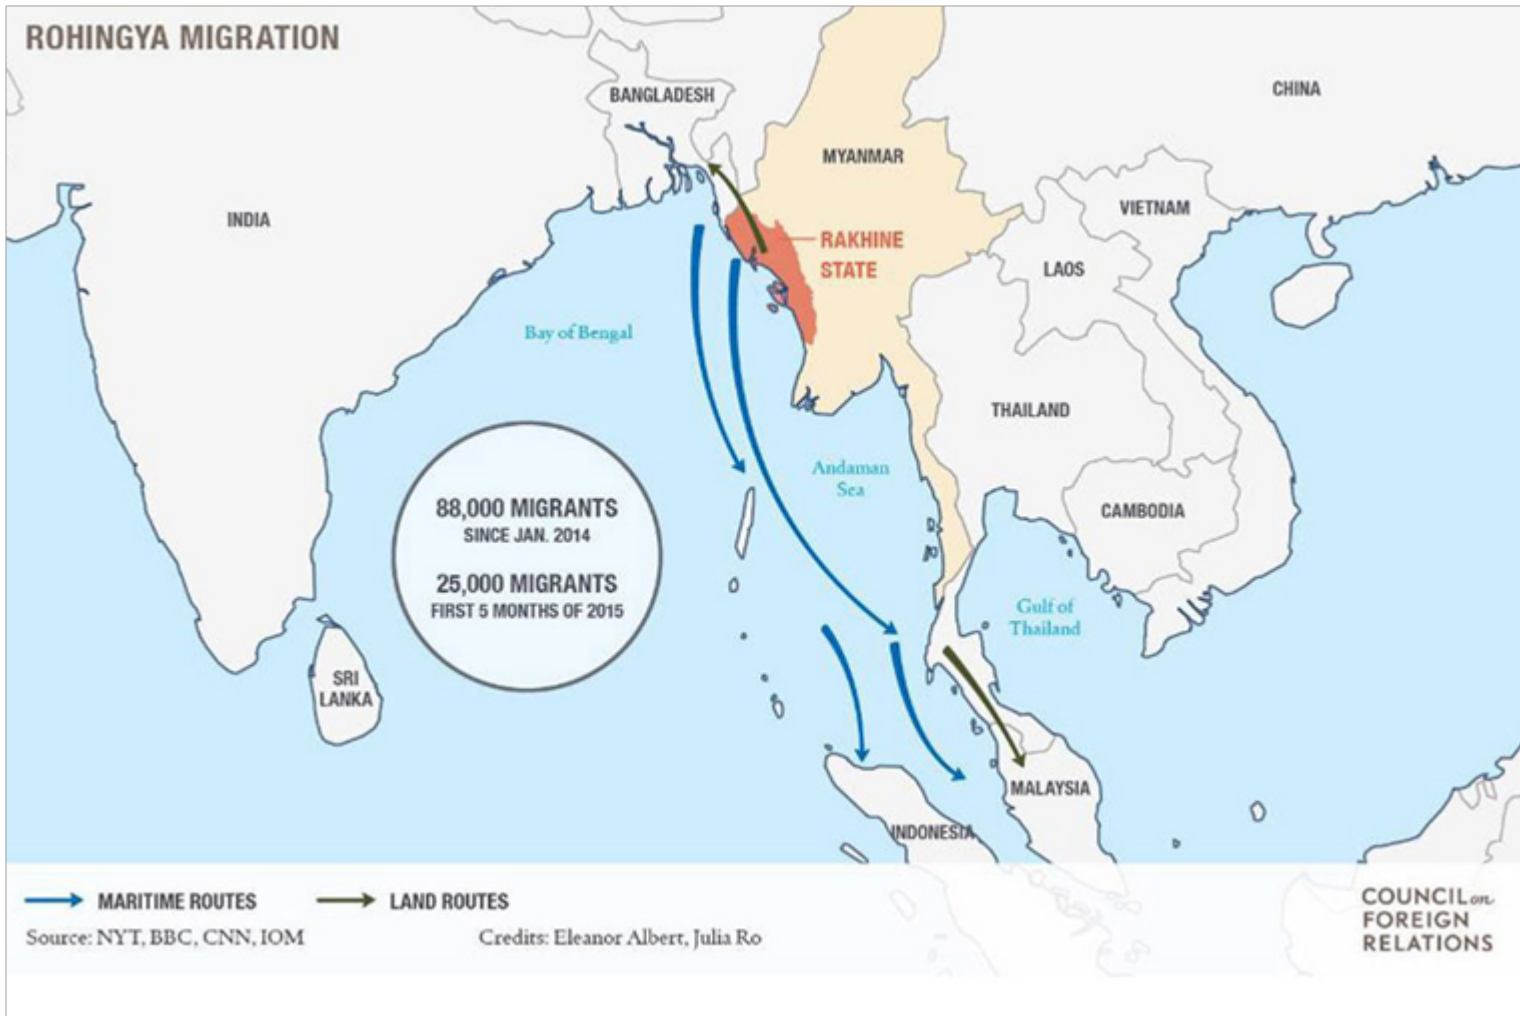 ROHINGYA MIGRATION
BANGLADESH
CHINA
MYANMAR
INDIA
VIETNAM
RAKHINE
STATE
LAOS
Bay of Bengal
THAILAND
Andaman
Sea
88,000 MIGRANTS
SINCE JAN. 2014
25,000 MIGRANTS
FIRST 5 MONTHS OF 2015
CAMBODIA
Gulf of
Thailand
SRI
LANKA
MALAYSIA
INDONESIA
MARITIME ROUTES
LAND ROUTES
Source: NYT, BBC, CNN, IOM
Credits: Eleanor Albert, Julia Ro
COUNCIL on
FOREIGN
RELATIONS